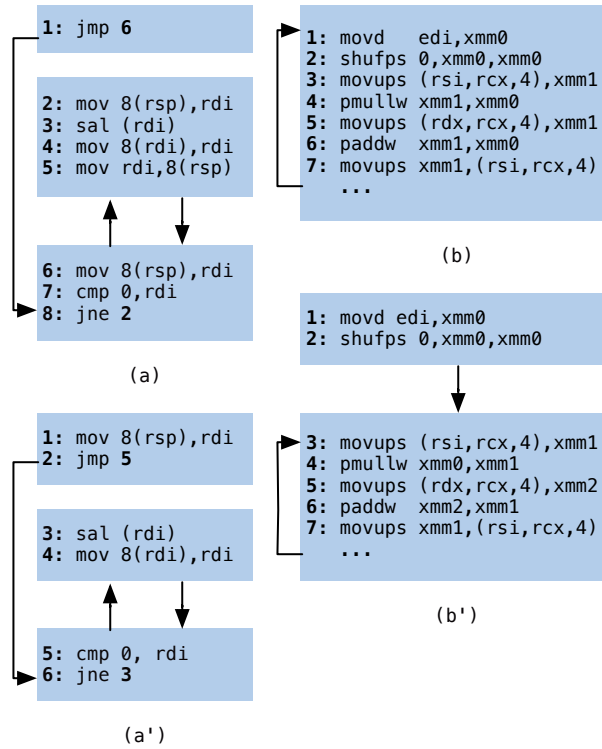 1: jmp 6
2: mov 8(rsp),rdi
3: sal (rdi)
4: mov 8(rdi),rdi
5: mov rdi,8(rsp)
6: mov 8(rsp),rdi
7: cmp 0,rdi
8: jne 2
(a)
1: mov 8(rsp),rdi
2: jmp 5
3: sal (rdi)
4: mov 8(rdi),rdi
5: cmp 0, rdi
6: jne 3
(a')
1: movd edi,xmm0
2: shufps 0,xmm0,xmm0
3: movups (rsi,rcx,4),xmm1
4: pmullw xmm1,xmm0
5: movups (rdx,rcx,4),xmm1
6: paddw xmm1,xmm0
7: movups xmm1,(rsi,rcx,4)
...
(b)
1: movd edi,xmm0
2: shufps 0,xmm0,xmm0
3: movups (rsi,rcx,4),xmm1
4: pmullw xmm0,xmm1
5: movups (rdx,rcx,4),xmm2
6: paddw xmm2,xmm1
7: movups xmm1,(rsi,rcx,4)
...
(b')